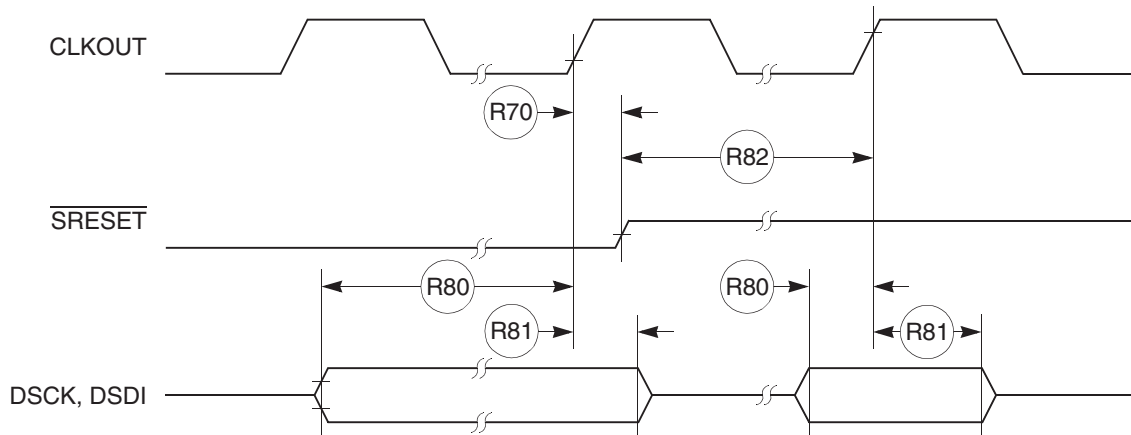 CLKOUT
R70
R82
SRESET
R80
R80
R81
R81
DSCK, DSDI